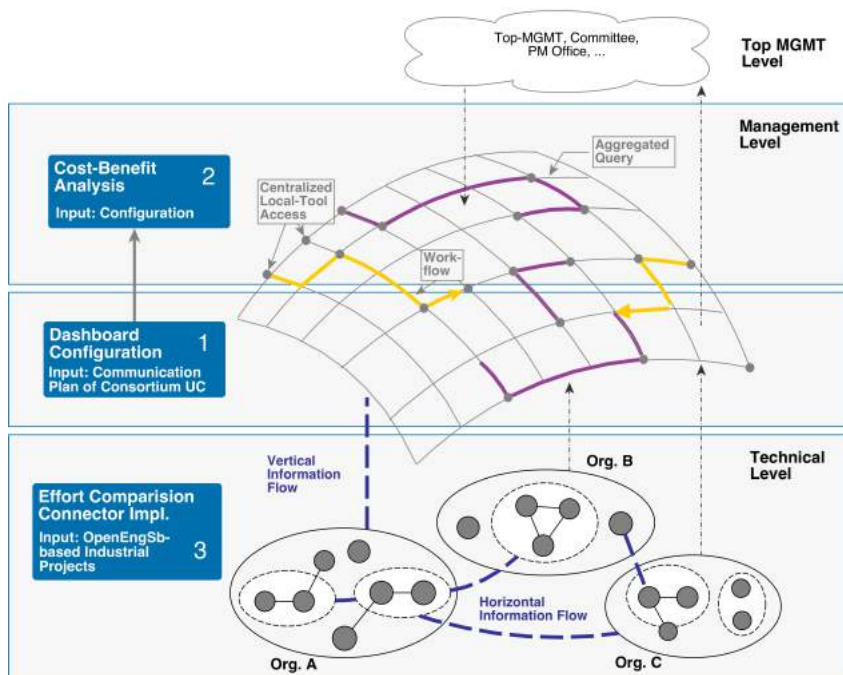 Top-MGMT, Committee,
PM Office, ...
Top MGMT
Level
Management
Level
Cost-Benefit
Analysis
2
Input: Configuration
Aggregated
Query
Centralized
Local-Tool
Access
Work-
flow
Dashboard
Configuration
1
Input: Communication
Plan of Consortium UC
Technical
Level
Vertical
Information
Flow
Org. B
Effort Comparision
Connector Impl.
Input: OpenEngSb-
based Industrial
Projects
3
Horizontal
Information Flow
Org. A
Org. C